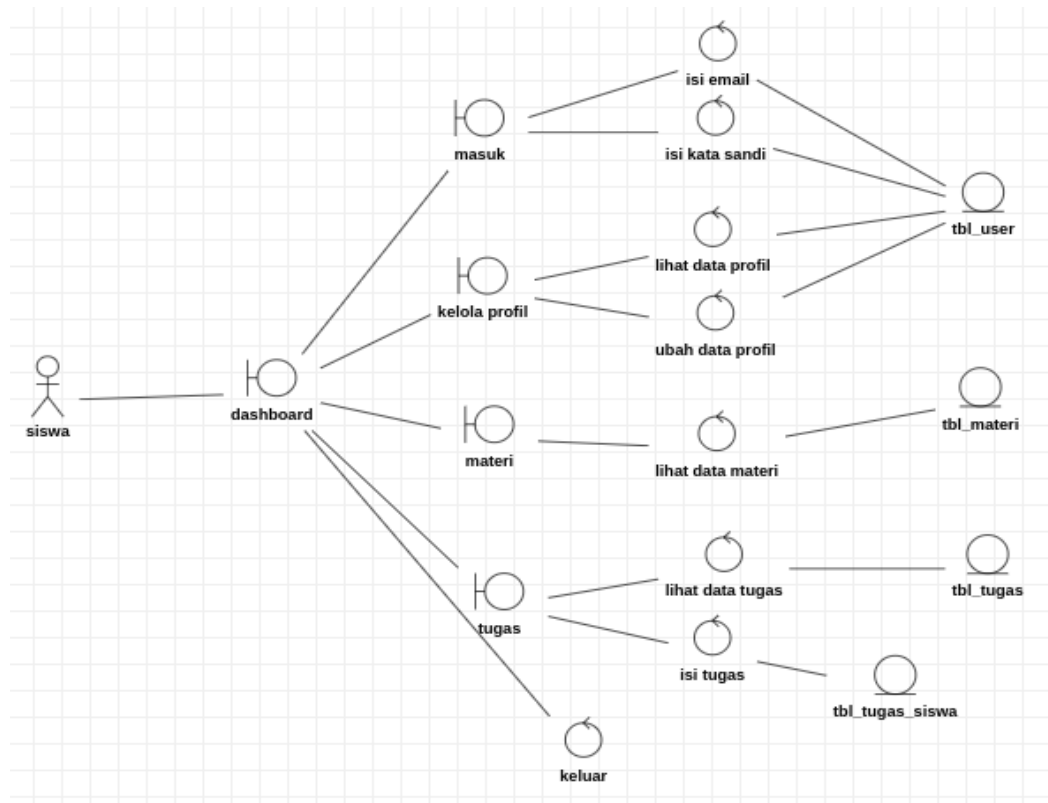 isi email
masuk
isi kata sandi
tbl_user
lihat data profil
kelola profil
ubah data profil
siswa
dashboard
tbl_materi
materi
lihat data materi
lihat data tugas
tbl_tugas
tugas
isi tugas
tbl_tugas_siswa
keluar